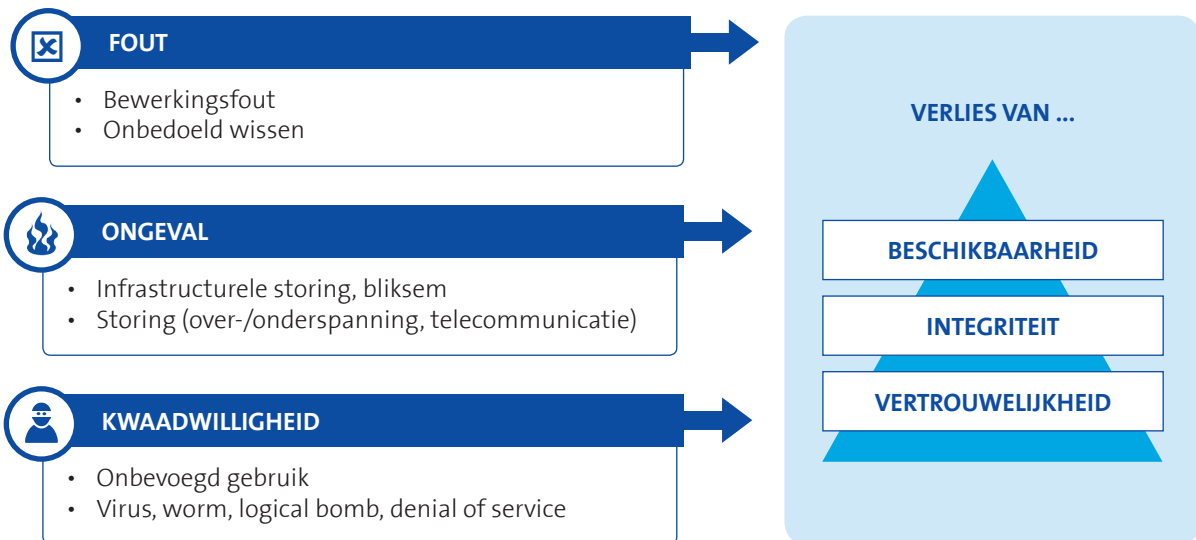 FOUT
• Bewerkingsfout
• Onbedoeld wissen
ONGEVAL
• Infrastructurele storing, bliksem
• Storing (over-/onderspanning, telecommunicatie)
KWAADWILLIGHEID
• Onbevoegd gebruik
• Virus, worm, logical bomb, denial of service
VERLIES VAN ...
BESCHIKBAARHEID
INTEGRITEIT
VERTROUWELIJKHEID